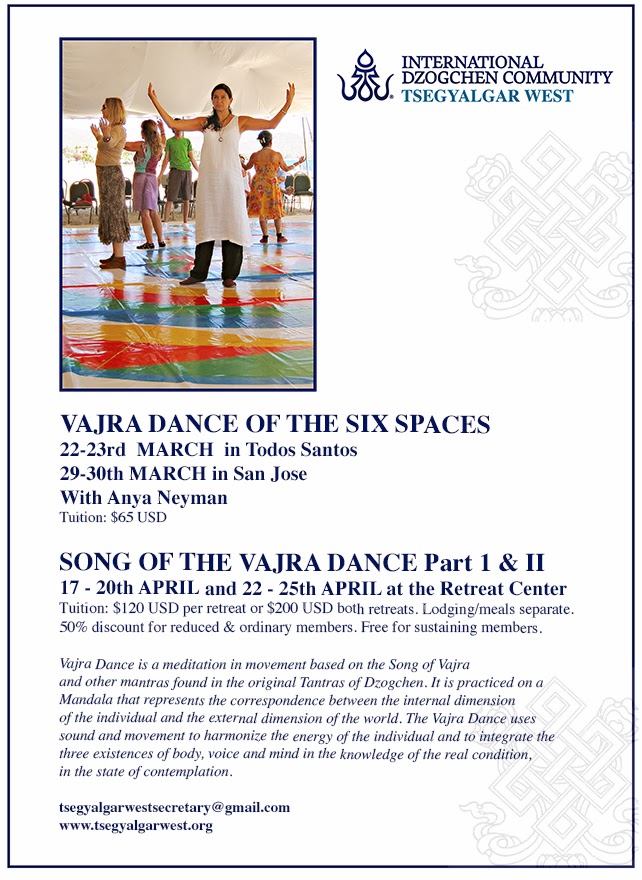 INTERNATIONAL
DZOGCHEN COMMUNITY
TSEGYALGAR WEST
VAJRA DANCE OF THE SIX SPACES
22-23rd MARCH in Todos Santos
29-30th MARCH in San Jose
With Anya Neyman
Tuition: $65 USD
SONG OF THE VAJRA DANCE Part 1 & II
17 - 20th APRIL and 22 - 25th APRIL at the Retreat Center
Tuition: $120 USD per retreat or $200 USD both retreats. Lodging/meals separate.
50% discount for reduced & ordinary members. Free for sustaining members.
Vajra Dance is a meditation in movement based on the Song of Vajra
and other mantras found in the original Tantras of Dzogchen. It is practiced on a
Mandala that represents the correspondence between the internal dimension
of the individual and the external dimension of the world. The Vajra Dance uses
sound and movement to harmonize the energy of the individual and to integrate the
three existences of body, voice and mind in the knowledge of the real condition,
in the state of contemplation.
tsegyalgarwestsecretary@gmail.com
www.tsegyalgarwest.org